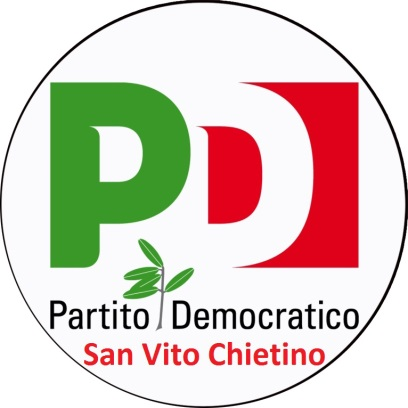 PD
Partito Democratico
San Vito Chietino